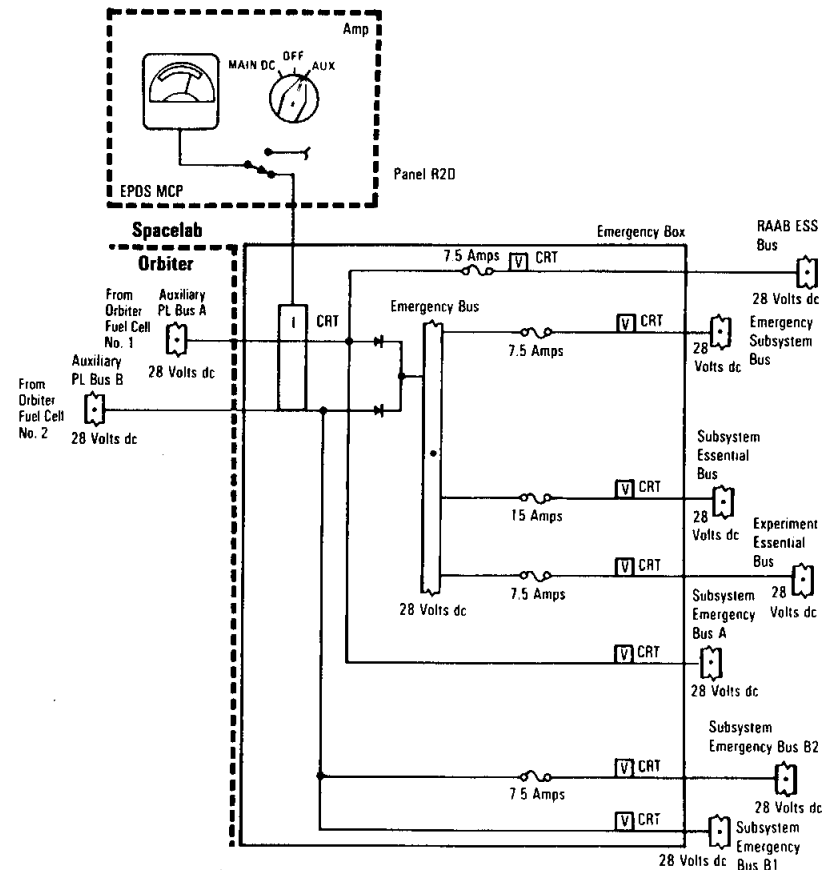 Amp
MAIN DC
OFF
AUX
EPDS MCP
Panel R2D
Spacelab
Orbiter
Emergency Box
From
Orbiter
Fuel Cell
No. 1
Auxiliary
PL Bus A
28 Volts dc
From
Orbiter
Fuel Cell
No. 2
Auxiliary
PL Bus B
28 Volts dc
I
CRT
7.5 Amps
V
CRT
RAAB ESS
Bus
28 Volts dc
Emergency Bus
28 Volts dc
7.5 Amps
V
CRT
Emergency
Subsystem
Bus
28
Volts dc
15 Amps
V
CRT
Subsystem
Essential
Bus
28
Volts dc
7.5 Amps
V
CRT
Experiment
Essential
Bus
28
Volts dc
V
CRT
Subsystem
Emergency
Bus A
28 Volts dc
7 5 Amps
V
CRT
Subsystem
Emergency Bus B2
28 Volts dc
V
CRT
Subsystem
Emergency
Bus B1
28 Volts dc